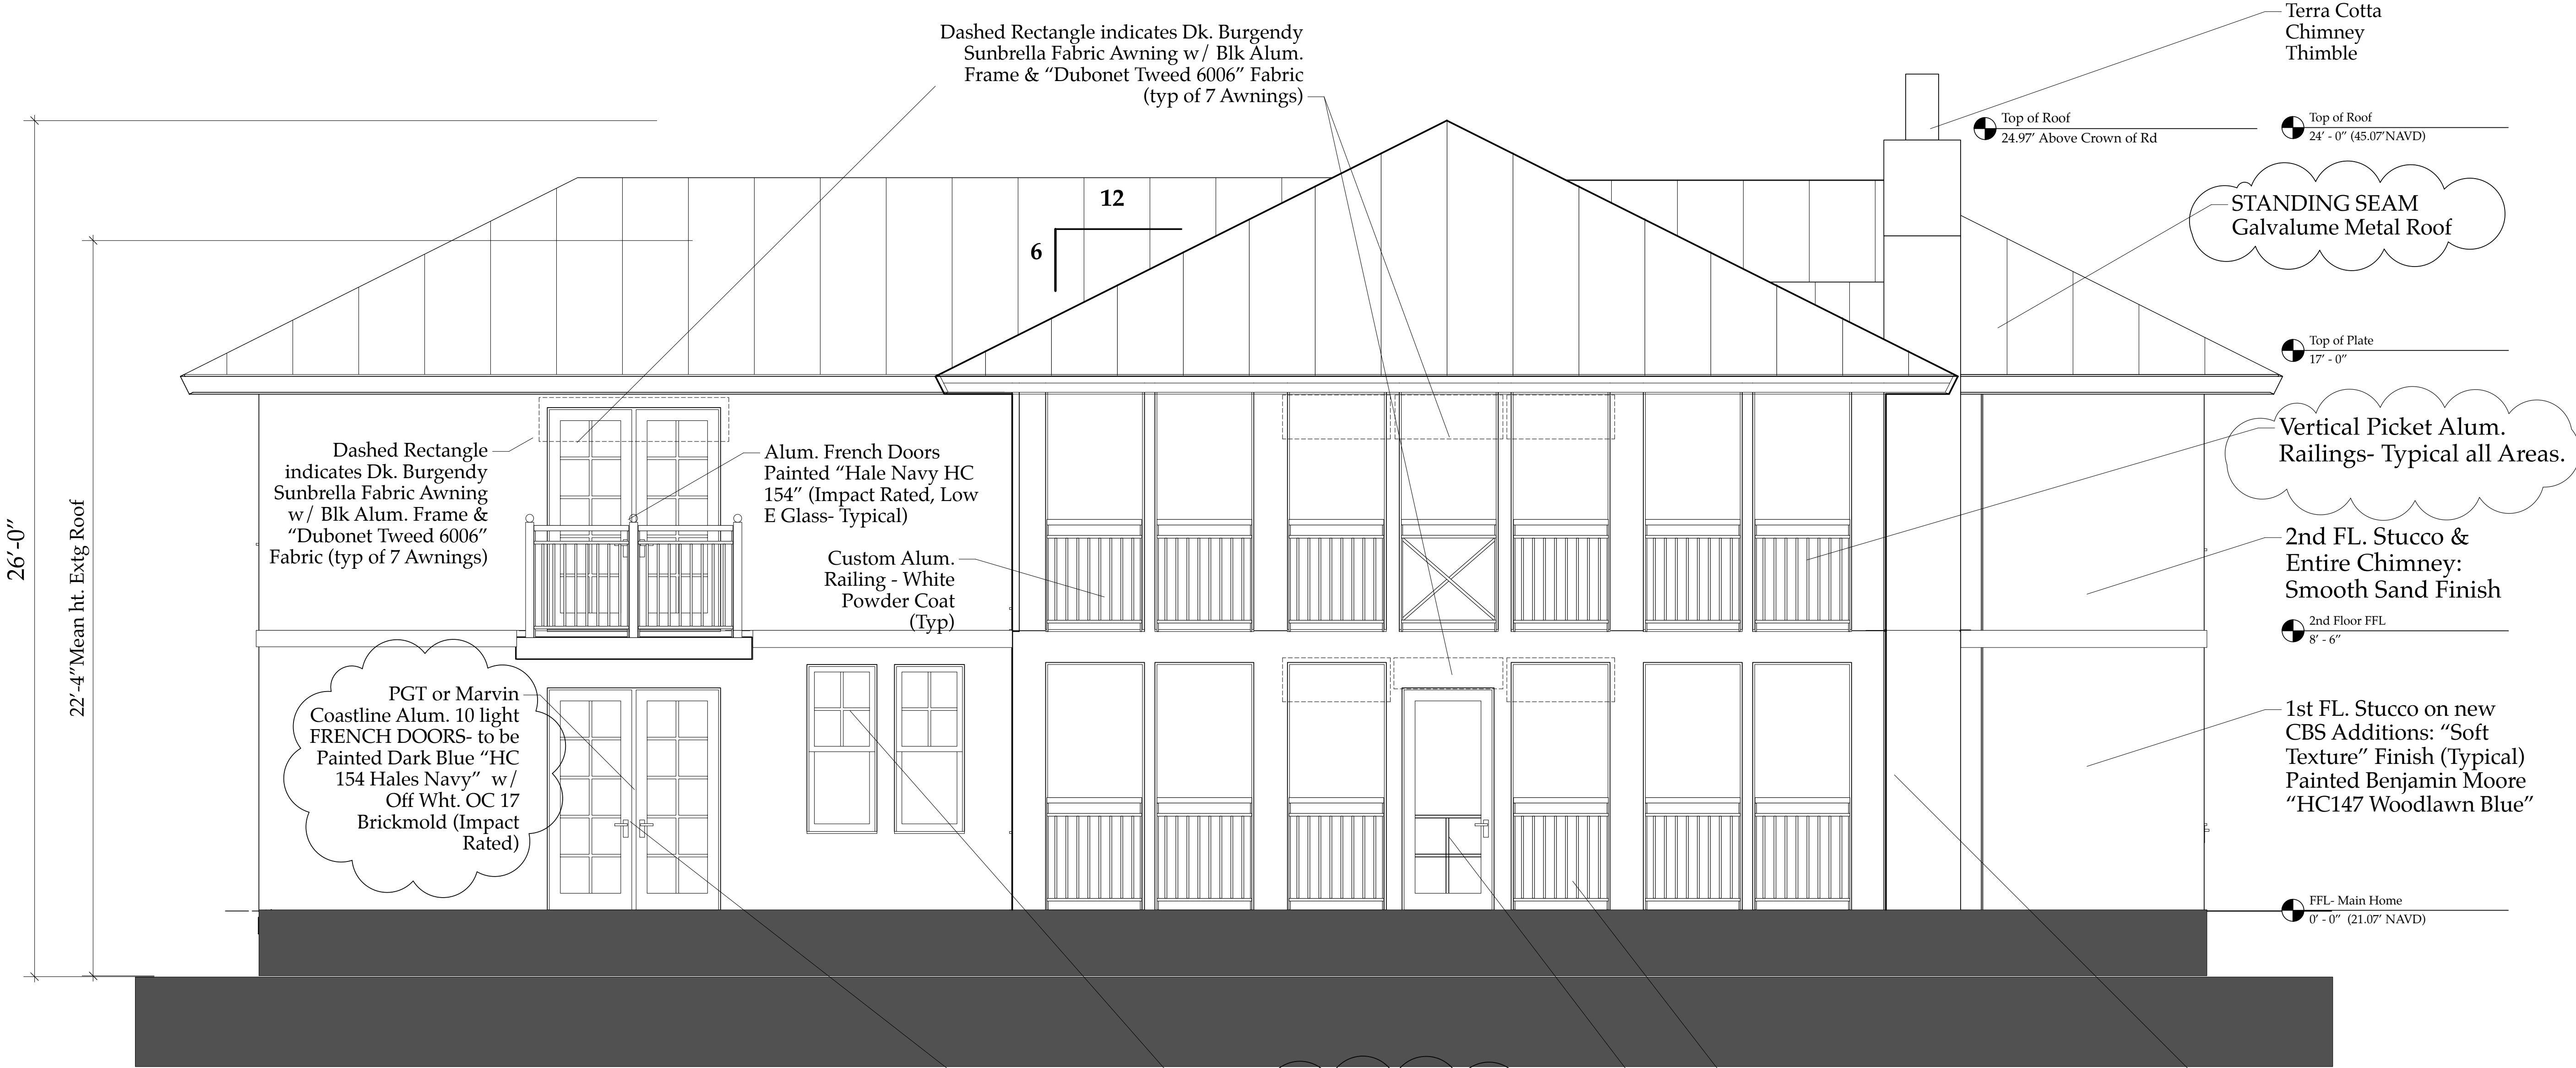 Dashed Rectangle indicates Dk. Burgendy
Sunbrella Fabric Awning w/ Blk Alum.
Frame & “Dubonet Tweed 6006” Fabric
(typ of 7 Awnings)
Terra Cotta
Chimney
Thimble
Top of Roof
24.97’ Above Crown of Rd
Top of Roof
24’ - 0” (45.07’NAVD)
STANDING SEAM
Galvalume Metal Roof
12
6
Top of Plate
17’ - 0”
Vertical Picket Alum.
Railings- Typical all Areas.
Dashed Rectangle
indicates Dk. Burgendy
Sunbrella Fabric Awning
w/ Blk Alum. Frame &
“Dubonet Tweed 6006”
Fabric (typ of 7 Awnings)
Alum. French Doors
Painted “Hale Navy HC
154” (Impact Rated, Low
E Glass- Typical)
Custom Alum.
Railing - White
Powder Coat
(Typ)
26’-0”
22’-4”Mean ht. Extg Roof
2nd FL. Stucco &
Entire Chimney:
Smooth Sand Finish
2nd Floor FFL
8’ - 6”
PGT or Marvin
Coastline Alum. 10 light
FRENCH DOORS- to be
Painted Dark Blue “HC
154 Hales Navy” w/
Off Wht. OC 17
Brickmold (Impact
Rated)
1st FL. Stucco on new
CBS Additions: “Soft
Texture” Finish (Typical)
Painted Benjamin Moore
“HC147 Woodlawn Blue”
FFL- Main Home
0’ - 0” (21.07’ NAVD)